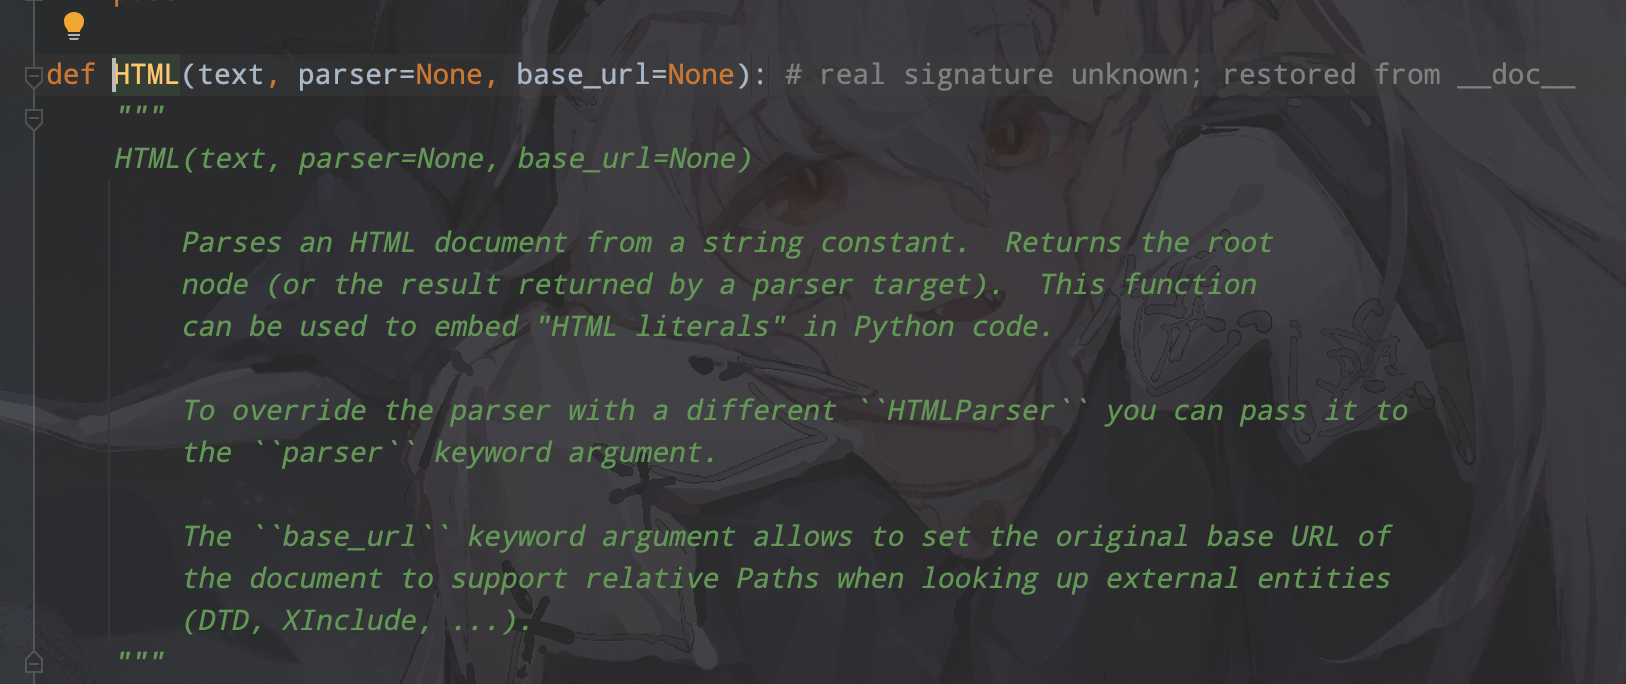 def HTML(text, parser=None, base_url=None): # real signature unknown; restored from __doc__
"""
HTML(text, parser=None, base_url=None)
Parses an HTML document from a string constant.  Returns the root
node (or the result returned by a parser target).  This function
can be used to embed "HTML literals" in Python code.
To override the parser with a different ``HTMLParser`` you can pass it to
the ``parser`` keyword argument.
The ``base_url`` keyword argument allows to set the original base URL of
the document to support relative Paths when looking up external entities
(DTD, XInclude, ...).
"""